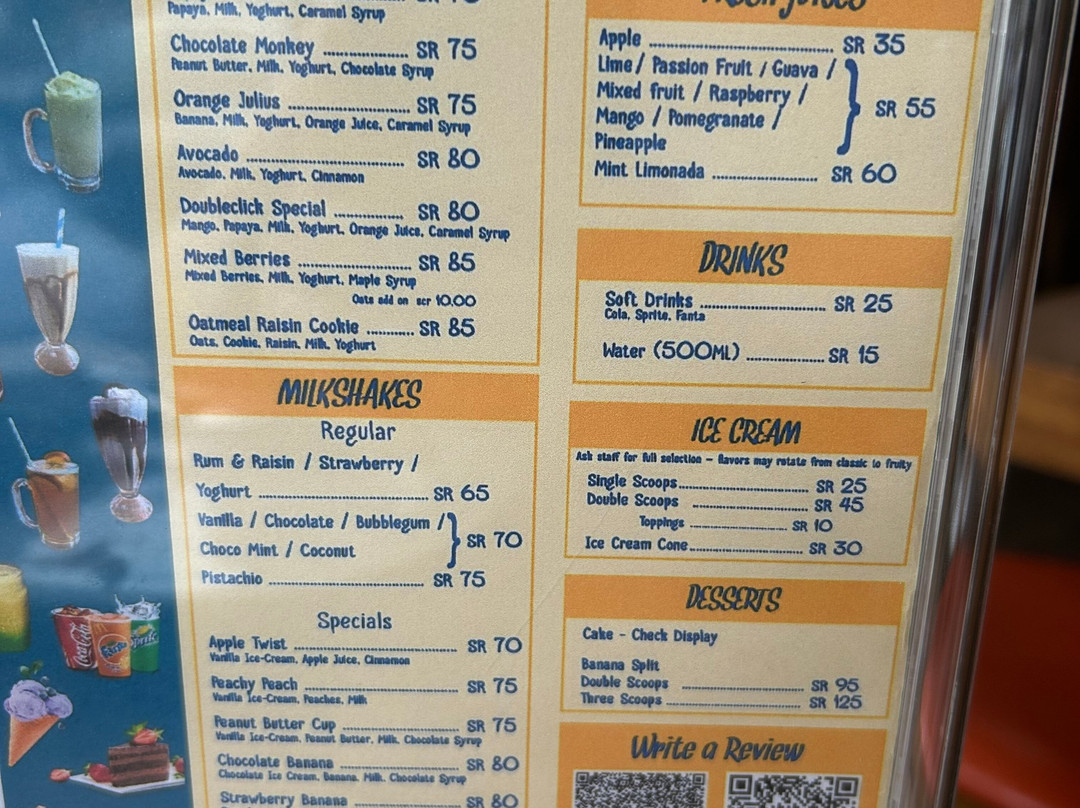 Papaya, Milk, Yoghurt, Caramel Syrup
Chocolate Monkey ........................ SR 75
Peanut Butter, Milk, Yoghurt, Chocolate Syrup
Orange Julius ................................. SR 75
Banana, Milk, Yoghurt, Orange Juice, Caramel Syrup
Avocado ........................................... SR 80
Avocado, Milk, Yoghurt, Cinnamon
Doubleclick Special ................... SR 80
Mango, Papaya, Milk, Yoghurt, Orange Juice, Caramel Syrup
Mixed Berries ............................... SR 85
Mixed Berries, Milk, Yoghurt, Maple Syrup
Oats add on scr 10.00
Oatmeal Raisin Cookie ............ SR 85
Oats, Cookie, Raisin, Milk, Yoghurt
MILKSHAKES
Regular
Rum & Raisin / Strawberry /
Yoghurt .............................................. SR 65
Vanilla / Chocolate / Bubblegum /
Choco Mint / Coconut
} SR 70
Pistachio ........................................... SR 75
Specials
Apple Twist ............................................. SR 70
Vanilla Ice-Cream, Apple Juice, Cinnamon
Peachy Peach .......................................... SR 75
Vanilla Ice-Cream, Peaches, Milk
Peanut Butter Cup .................................. SR 75
Vanilla Ice-Cream, Peanut Butter, Milk, Chocolate Syrup
Chocolate Banana .................................. SR 80
Chocolate Ice Cream, Banana, Milk, Chocolate Syrup
Strawberry Banana ............................... SR 80
Apple .................................................. SR 35
Lime / Passion Fruit / Guava /
Mixed fruit / Raspberry /
Mango / Pomegranate /
Pineapple
} SR 55
Mint Limonada ............................ SR 60
DRINKS
Soft Drinks .................................. SR 25
Cola, Sprite, Fanta
Water (500ML) ..................... SR 15
ICE CREAM
Ask staff for full selection - flavors may rotate from classic to fruity
Single Scoops................................... SR 25
Double Scoops ................................ SR 45
Toppings ............................ SR 10
Ice Cream Cone.............................. SR 30
DESSERTS
Cake - Check Display
Banana Split
Double Scoops ................................ SR 95
Three Scoops ................................... SR 125
Write a Review
Coca-Cola
Fanta
Sprite